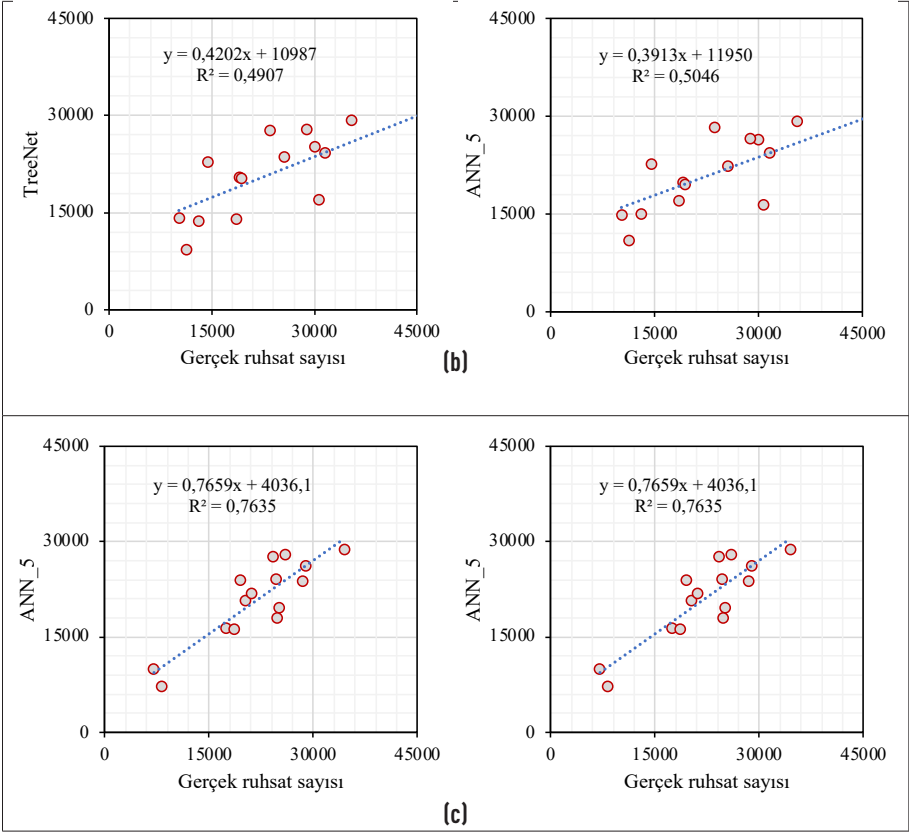 45000
30000
15000
0
TreeNet
y = 0,4202x + 10987
R² = 0,4907
0 15000 30000 45000
Gerçek ruhsat sayısı
45000
30000
15000
0
ANN_5
y = 0,3913x + 11950
R² = 0,5046
0 15000 30000 45000
Gerçek ruhsat sayısı
(b)
45000
30000
15000
0
ANN_5
y = 0,7659x + 4036,1
R² = 0,7635
0 15000 30000 45000
Gerçek ruhsat sayısı
45000
30000
15000
0
ANN_5
y = 0,7659x + 4036,1
R² = 0,7635
0 15000 30000 45000
Gerçek ruhsat sayısı
(c)